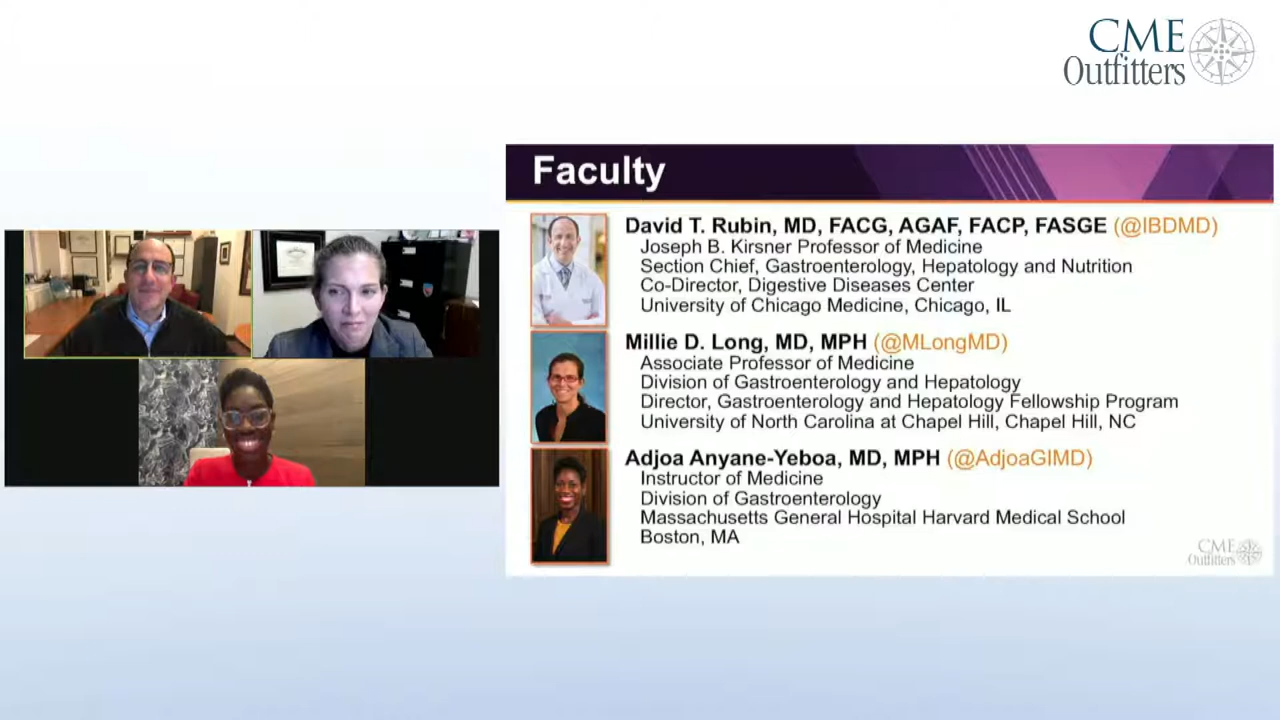 CME
Outfitters
Faculty
David T. Rubin, MD, FACG, AGAF, FACP, FASGE (@IBDMD)
Joseph B. Kirsner Professor of Medicine
Section Chief, Gastroenterology, Hepatology and Nutrition
Co-Director, Digestive Diseases Center
University of Chicago Medicine, Chicago, IL
Millie D. Long, MD, MPH (@MLongMD)
Associate Professor of Medicine
Division of Gastroenterology and Hepatology
Director, Gastroenterology and Hepatology Fellowship Program
University of North Carolina at Chapel Hill, Chapel Hill, NC
Adjoa Anyane-Yeboa, MD, MPH (@AdjoaGIMD)
Instructor of Medicine
Division of Gastroenterology
Massachusetts General Hospital Harvard Medical School
Boston, MA
CME
Outfitters